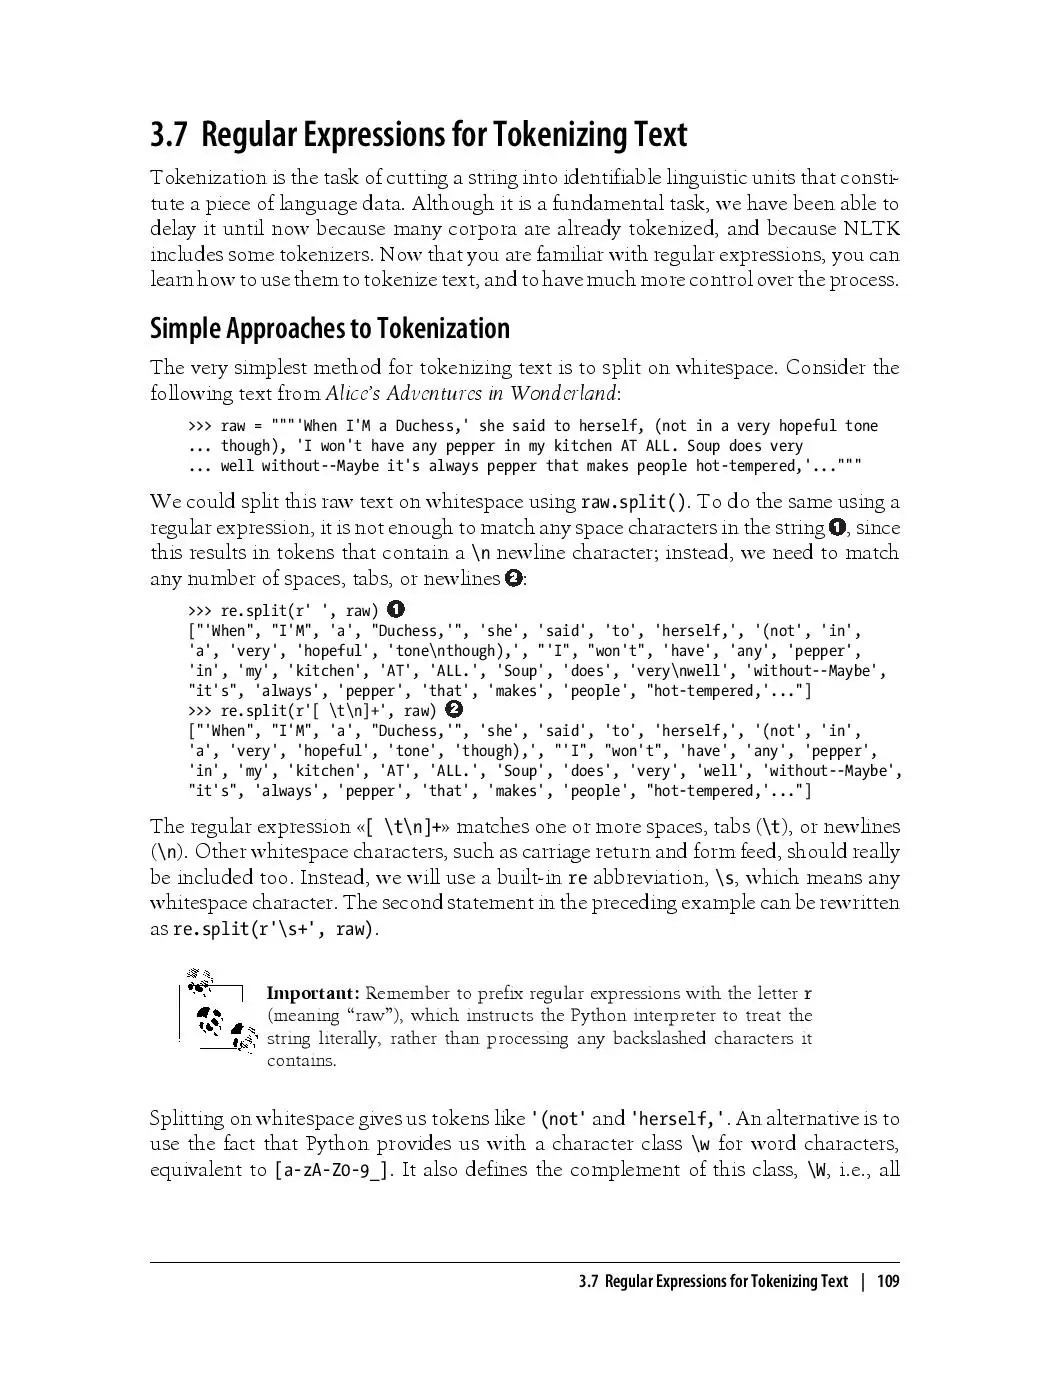 3.7 Regular Expressions for Tokenizing Text
Tokenization is the task of cutting a string into identifiable linguistic units that consti-
tute a piece of language data. Although it is a fundamental task, we have been able to
delay it until now because many corpora are already tokenized, and because NLTK
includes some tokenizers. Now that you are familiar with regular expressions, you can
learn how to use them to tokenize text, and to have much more control over the process.
Simple Approaches to Tokenization
The very simplest method for tokenizing text is to split on whitespace. Consider the
following text from Alice's Adventures in Wonderland:
>>> raw = """'When I'M a Duchess,' she said to herself, (not in a very hopeful tone
... though), 'I won't have any pepper in my kitchen AT ALL. Soup does very
... well without--Maybe it's always pepper that makes people hot-tempered,'..."""
We could split this raw text on whitespace using raw.split(). To do the same using a
regular expression, it is not enough to match any space characters in the string ❶, since
this results in tokens that contain a \n newline character; instead, we need to match
any number of spaces, tabs, or newlines ❷:
>>> re.split(r' ', raw) ❶
["'When", "I'M", 'a', "Duchess,'", 'she', 'said', 'to', 'herself,', '(not', 'in',
'a', 'very', 'hopeful', 'tone\nthough),', "'I", "won't", 'have', 'any', 'pepper',
'in', 'my', 'kitchen', 'AT', 'ALL.', 'Soup', 'does', 'very\nwell', 'without--Maybe',
"it's", 'always', 'pepper', 'that', 'makes', 'people', "hot-tempered,'..."]
>>> re.split(r'[ \t\n]+', raw) ❷
["'When", "I'M", 'a', "Duchess,'", 'she', 'said', 'to', 'herself,', '(not', 'in',
'a', 'very', 'hopeful', 'tone', 'though),', "'I", "won't", 'have', 'any', 'pepper',
'in', 'my', 'kitchen', 'AT', 'ALL.', 'Soup', 'does', 'very', 'well', 'without--Maybe',
"it's", 'always', 'pepper', 'that', 'makes', 'people', "hot-tempered,'..."]
The regular expression «[ \t\n]+» matches one or more spaces, tabs (\t), or newlines
(\n). Other whitespace characters, such as carriage return and form feed, should really
be included too. Instead, we will use a built-in re abbreviation, \s, which means any
whitespace character. The second statement in the preceding example can be rewritten
as re.split(r'\s+', raw).
Important: Remember to prefix regular expressions with the letter r
(meaning “raw”), which instructs the Python interpreter to treat the
string literally, rather than processing any backslashed characters it
contains.
Splitting on whitespace gives us tokens like '(not' and 'herself,'. An alternative is to
use the fact that Python provides us with a character class \w for word characters,
equivalent to [a-zA-Z0-9_]. It also defines the complement of this class, \W, i.e., all
3.7 Regular Expressions for Tokenizing Text | 109